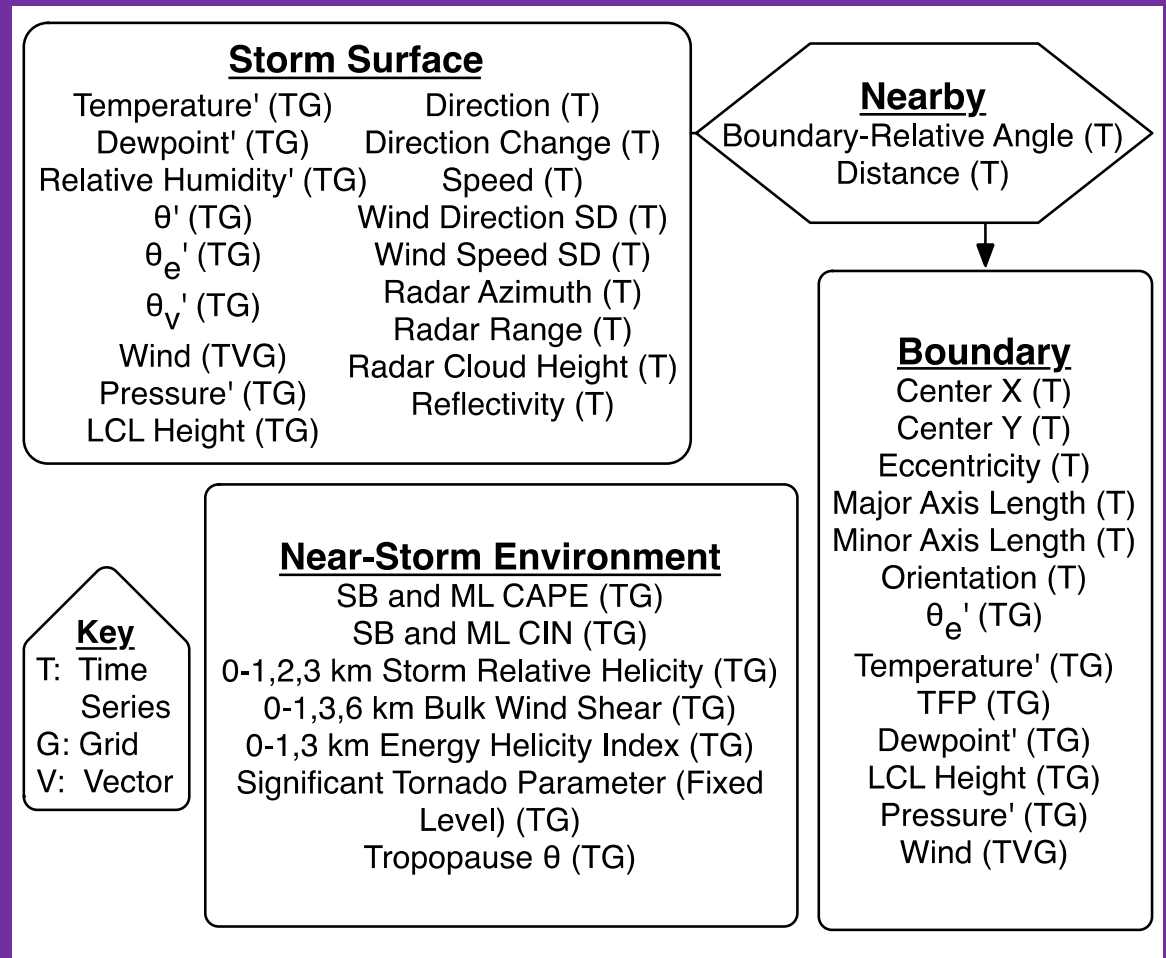 Storm Surface
Temperature' (TG)
Dewpoint' (TG)
Relative Humidity' (TG)
θ' (TG)
θe' (TG)
θv' (TG)
Wind (TVG)
Pressure' (TG)
LCL Height (TG)
Direction (T)
Direction Change (T)
Speed (T)
Wind Direction SD (T)
Wind Speed SD (T)
Radar Azimuth (T)
Radar Range (T)
Radar Cloud Height (T)
Reflectivity (T)
Nearby
Boundary-Relative Angle (T)
Distance (T)
Boundary
Center X (T)
Center Y (T)
Eccentricity (T)
Major Axis Length (T)
Minor Axis Length (T)
Orientation (T)
θe' (TG)
Temperature' (TG)
TFP (TG)
Dewpoint' (TG)
LCL Height (TG)
Pressure' (TG)
Wind (TVG)
Near-Storm Environment
SB and ML CAPE (TG)
SB and ML CIN (TG)
0-1,2,3 km Storm Relative Helicity (TG)
0-1,3,6 km Bulk Wind Shear (TG)
0-1,3 km Energy Helicity Index (TG)
Significant Tornado Parameter (Fixed
Level) (TG)
Tropopause θ (TG)
Key
T: Time
Series
G: Grid
V: Vector